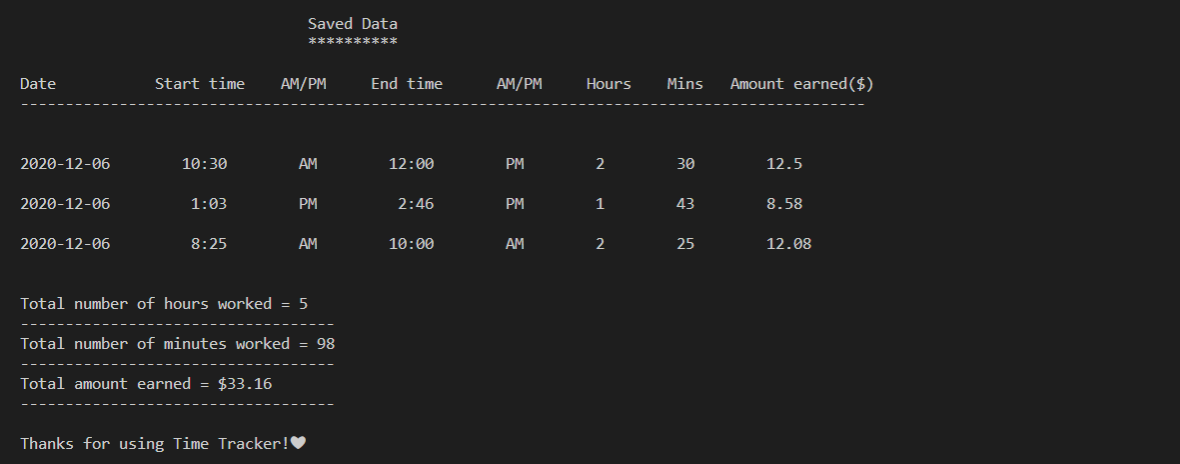 Saved Data
**********
Date Start time AM/PM End time AM/PM Hours Mins Amount earned($)
----------------------------------------------------------------------------------------------
2020-12-06 10:30 AM 12:00 PM 2 30 12.5
2020-12-06 1:03 PM 2:46 PM 1 43 8.58
2020-12-06 8:25 AM 10:00 AM 2 25 12.08
Total number of hours worked = 5
-----------------------------------
Total number of minutes worked = 98
-----------------------------------
Total amount earned = $33.16
-----------------------------------
Thanks for using Time Tracker!❤